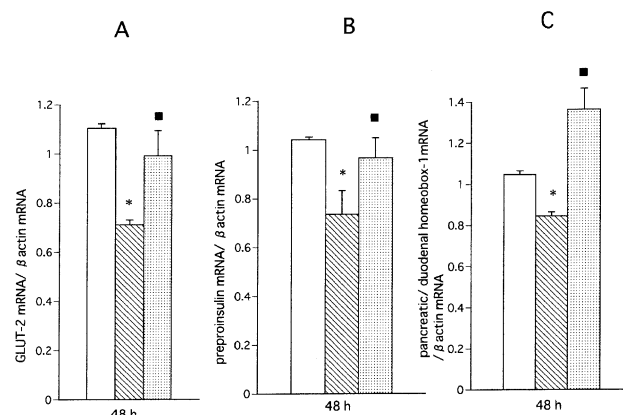 A
B
C
GLUT-2 mRNA/ β actin mRNA
1.2
1
0.8
0.6
0.4
0.2
0
*
■
48 h
preproinsulin mRNA/ β actin mRNA
1.2
1
0.8
0.6
0.4
0.2
0
*
■
48 h
pancreatic/ duodenal homeobox-1mRNA
/ β actin mRNA
1.4
1.2
1
0.8
0.6
0.4
0.2
0
*
■
48 h